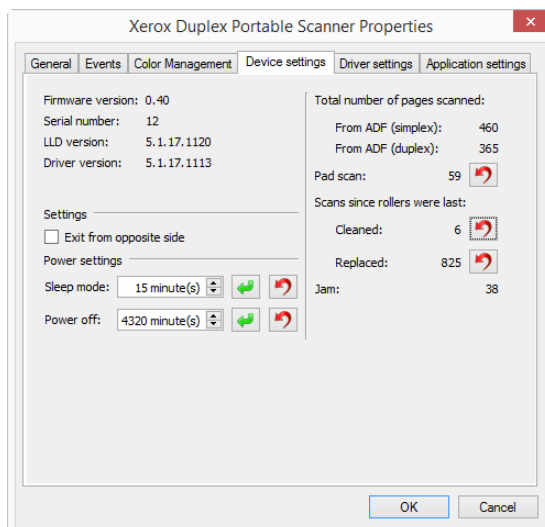 Xerox Duplex Portable Scanner Properties
General Events Color Management Device settings Driver settings Application settings
Firmware version: 0.40
Serial number: 12
LLD version: 5.1.17.1120
Driver version: 5.1.17.1113
Settings
Exit from opposite side
Power settings
Sleep mode: 15 minute(s)
Power off: 4320 minute(s)
Total number of pages scanned:
From ADF (simplex): 460
From ADF (duplex): 365
Pad scan: 59
Scans since rollers were last:
Cleaned: 6
Replaced: 825
Jam: 38
OK Cancel